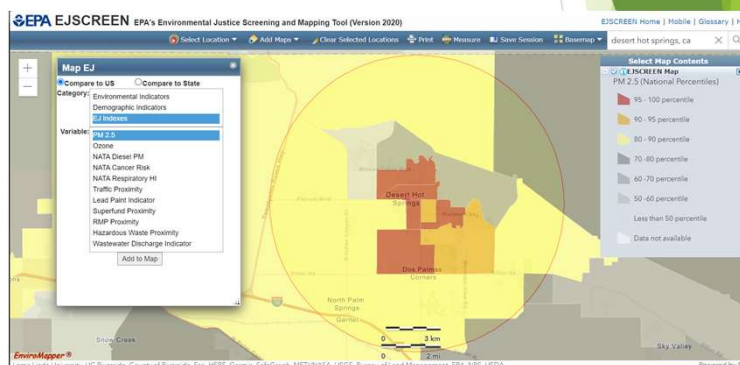 EPA EJSCREEN EPA's Environmental Justice Screening and Mapping Tool (Version 2020)
EJSCREEN Home | Mobile | Glossary |
Select Location Add Maps Clear Selected Locations Print Measure Save Session Basemap
desert hot springs, ca
Map EJ
Compare to US Compare to State
Category:
Environmental Indicators
Demographic Indicators
EJ Indexes
Variable:
PM 2.5
Ozone
NATA Diesel PM
NATA Cancer Risk
NATA Respiratory HI
Traffic Proximity
Lead Paint Indicator
Superfund Proximity
RMP Proximity
Hazardous Waste Proximity
Wastewater Discharge Indicator
Add to Map
Select Map Contents
EJSCREEN Map
PM 2.5 (National Percentiles)
95 - 100 percentile
90 - 95 percentile
80 - 90 percentile
70 -80 percentile
60 -70 percentile
50 -60 percentile
Less than 50 percentile
Data not available
Desert Hot
Springs
Dos Palmas
Corners
North Palm
Springs
Garnet
Snow Creek
Sky Valley
0 3 km
0 2 mi
EnviroMapper ®